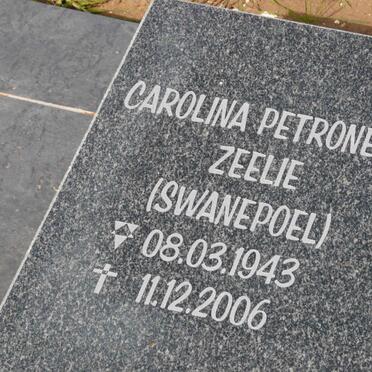 CAROLINA PETRONE
ZEELIE
(SWANEPOEL)
08.03.1943
11.12.2006